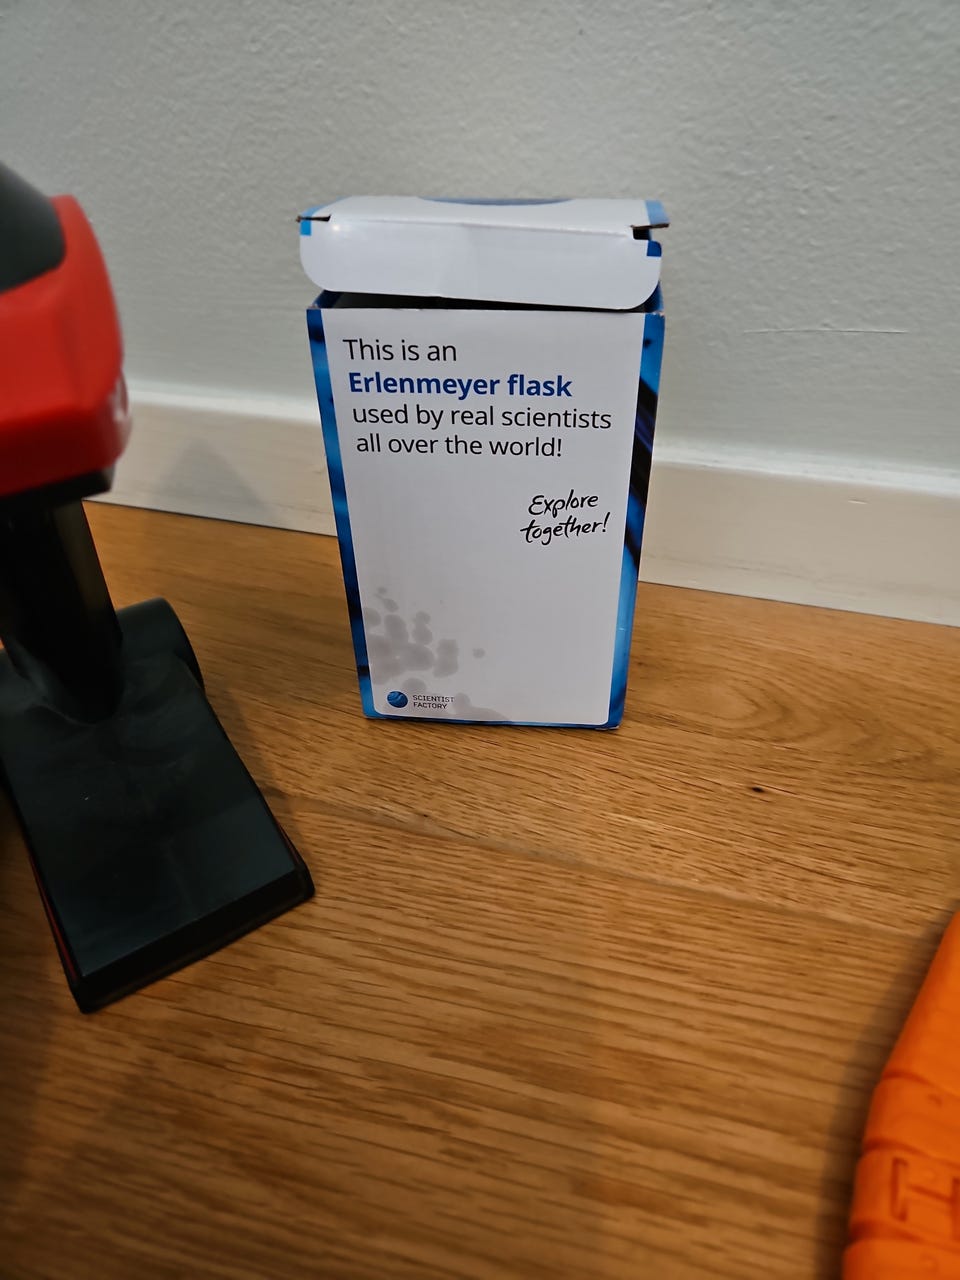 This is an
Erlenmeyer flask
used by real scientists
all over the world!
Explore
together!
SCIENTIST
FACTORY